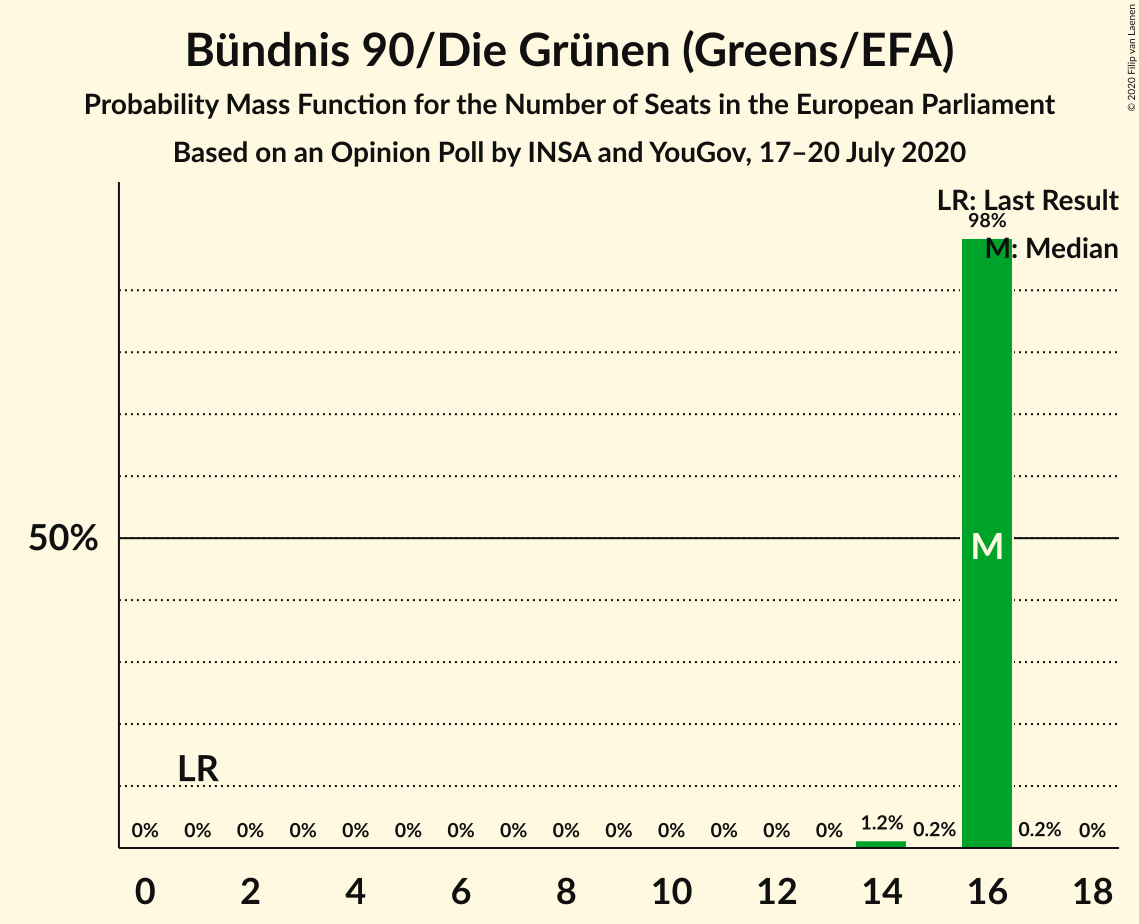 Bündnis 90/Die Grünen (Greens/EFA)
Probability Mass Function for the Number of Seats in the European Parliament
Based on an Opinion Poll by INSA and YouGov, 17–20 July 2020
© 2020 Filip van Laenen
LR: Last Result
M: Median
98%
50%
M
LR
0% 0% 0% 0% 0% 0% 0% 0% 0% 0% 0% 0% 0% 0% 1.2% 0.2% 0.2% 0%
0 2 4 6 8 10 12 14 16 18